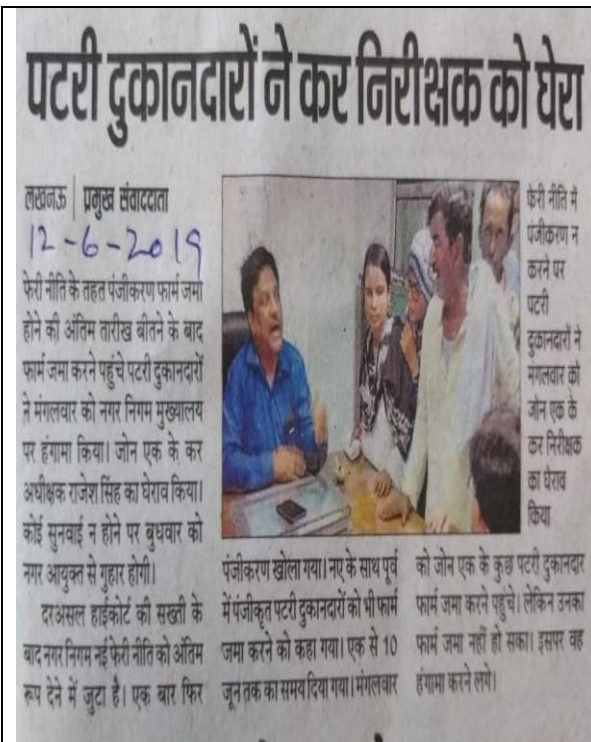 पटरी दुकानदारों ने कर निरीक्षक को घेरा
लखनऊ | प्रमुख संवाददाता
12-6-2019
फेरी नीति के तहत पंजीकरण फार्म जमा
होने की अंतिम तारीख बीतने के बाद
फार्म जमा करने पहुंचे पटरी दुकानदारों
ने मंगलवार को नगर निगम मुख्यालय
पर हंगामा किया। जोन एक के कर
अधीक्षक राजेश सिंह का घेराव किया।
कोई सुनवाई न होने पर बुधवार को
नगर आयुक्त से गुहार होगी।
दरअसल हाईकोर्ट की सख्ती के
बाद नगर निगम नई फेरी नीति को अंतिम
रूप देने में जुटा है। एक बार फिर
फेरी नीति में
पंजीकरण न
करने पर
पटरी
दुकानदारों ने
मंगलवार को
जोन एक के
कर निरीक्षक
का घेराव
किया
पंजीकरण खोला गया। नए के साथ पूर्व
में पंजीकृत पटरी दुकानदारों को भी फार्म
जमा करने को कहा गया। एक से 10
जून तक का समय दिया गया। मंगलवार
को जोन एक के कुछ पटरी दुकानदार
फार्म जमा करने पहुंचे। लेकिन उनका
फार्म जमा नहीं हो सका। इसपर वह
हंगामा करने लगे।